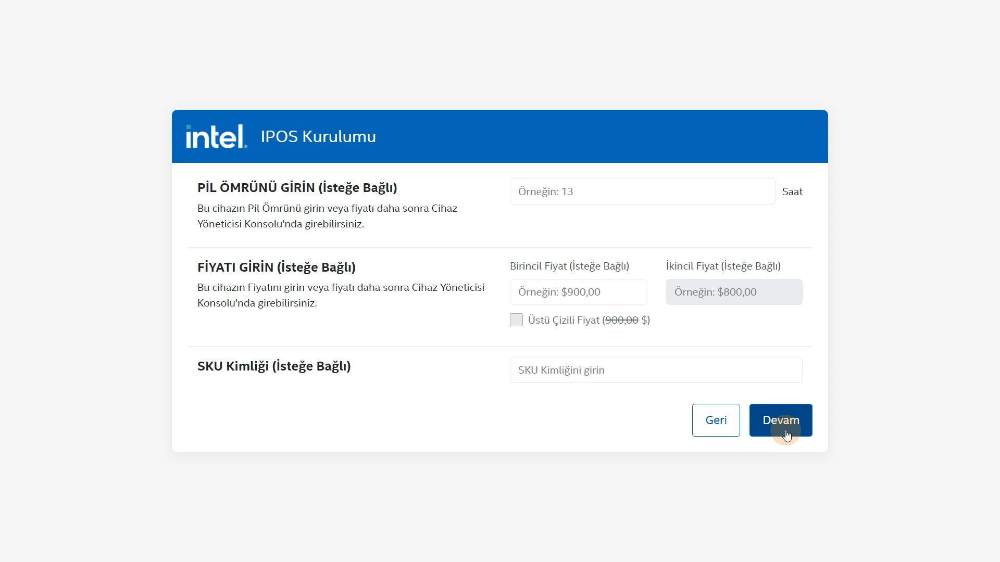 intel® IPOS Kurulumu
PİL ÖMRÜNÜ GİRİN (İsteğe Bağlı)
Örneğin: 13 Saat
Bu cihazın Pil Ömrünü girin veya fiyatı daha sonra Cihaz
Yöneticisi Konsolu'nda girebilirsiniz.
FİYATI GİRİN (İsteğe Bağlı)
Bu cihazın Fiyatını girin veya fiyatı daha sonra Cihaz Yöneticisi
Konsolu'nda girebilirsiniz.
Birincil Fiyat (İsteğe Bağlı)
Örneğin: $900,00
İkincil Fiyat (İsteğe Bağlı)
Örneğin: $800,00
Üstü Çizili Fiyat (900,00 $)
SKU Kimliği (İsteğe Bağlı)
SKU Kimliğini girin
Geri
Devam